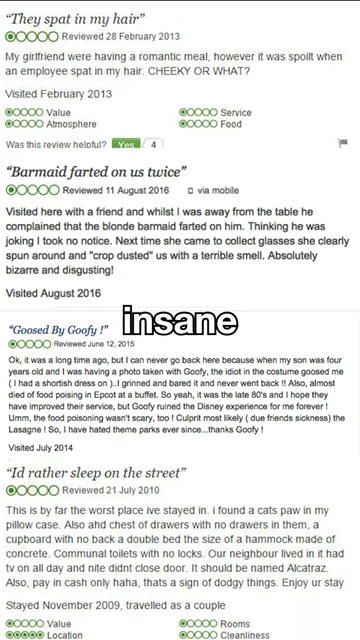 "They spat in my hair"
Reviewed 28 February 2013
My girlfriend were having a romantic meal, however it was spoilt when
an employee spat in my hair. CHEEKY OR WHAT?
Visited February 2013
Value Service
Atmosphere Food
Was this review helpful? Yes 4
"Barmaid farted on us twice"
Reviewed 11 August 2016 via mobile
Visited here with a friend and whilst I was away from the table he
complained that the blonde barmaid farted on him. Thinking he was
joking I took no notice. Next time she came to collect glasses she clearly
spun around and "crop dusted" us with a terrible smell. Absolutely
bizarre and disgusting!
Visited August 2016
insane
"Goosed By Goofy !"
Reviewed June 12, 2015
Ok, it was a long time ago, but I can never go back here because when my son was four
years old and I was having a photo taken with Goofy, the idiot in the costume goosed me
( I had a shortish dress on )..I grinned and bared it and never went back !! Also, almost
died of food poising in Epcot at a buffet. So yeah, it was the late 80's and I hope they
have improved their service, but Goofy ruined the Disney experience for me forever !
Umm, the food poisoning wasn't scary, too ! Culprit most likely ( due friends sickness) the
Lasagne ! So, I have hated theme parks ever since...thanks Goofy !
Visited July 2014
"Id rather sleep on the street"
Reviewed 21 July 2010
This is by far the worst place ive stayed in. i found a cats paw in my
pillow case. Also ahd chest of drawers with no drawers in them, a
cupboard with no back a double bed the size of a hammock made of
concrete. Communal toilets with no locks. Our neighbour lived in it had
tv on all day and nite didnt close door. It should be named Alcatraz.
Also, pay in cash only haha, thats a sign of dodgy things. Enjoy ur stay
Stayed November 2009, travelled as a couple
Value Rooms
Location Cleanliness